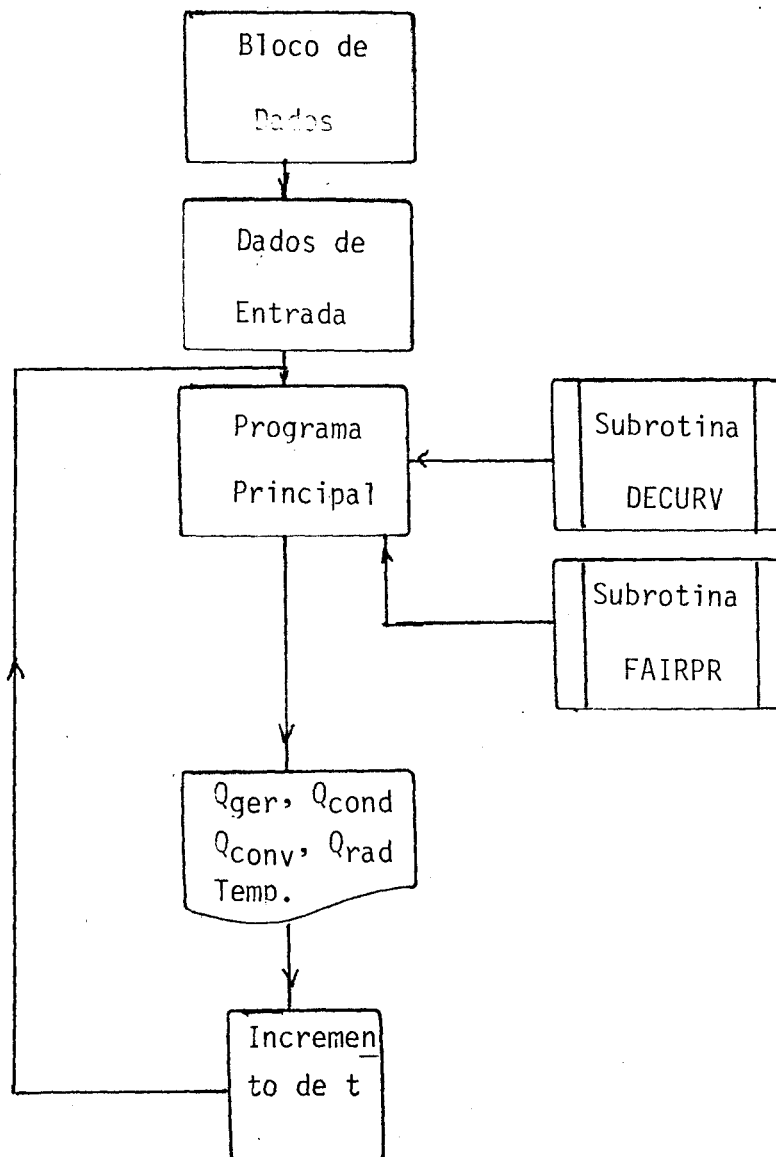 Bloco de
Dados
Dados de
Entrada
Programa
Principal
Subrotina
DECURV
Subrotina
FAIRPR
Qger, Qcond
Qconv, Qrad
Temp.
Incremen
to de t